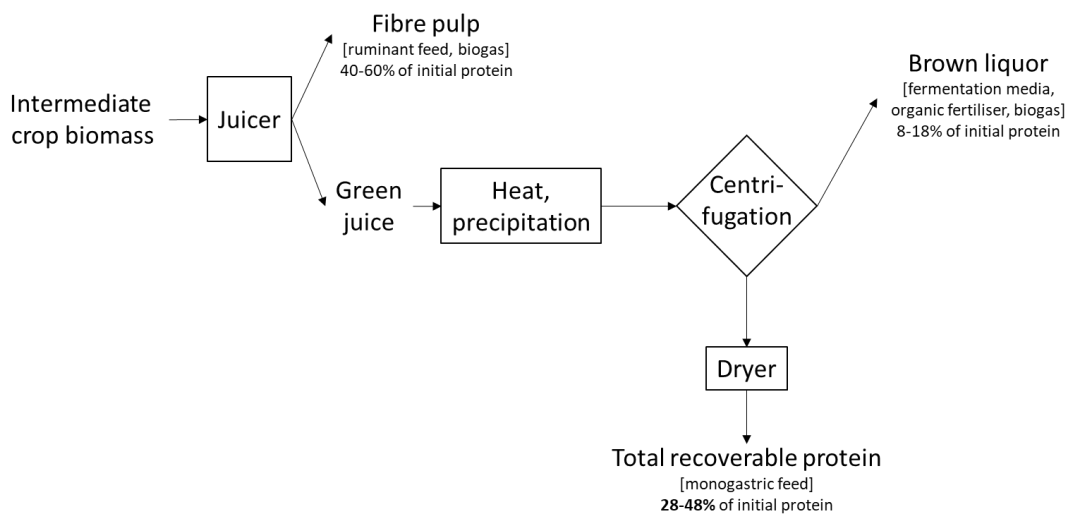 Intermediate
crop biomass
Juicer
Fibre pulp
[ruminant feed, biogas]
40-60% of initial protein
Green
juice
Heat,
precipitation
Centri-
fugation
Brown liquor
[fermentation media,
organic fertiliser, biogas]
8-18% of initial protein
Dryer
Total recoverable protein
[monogastric feed]
28-48% of initial protein